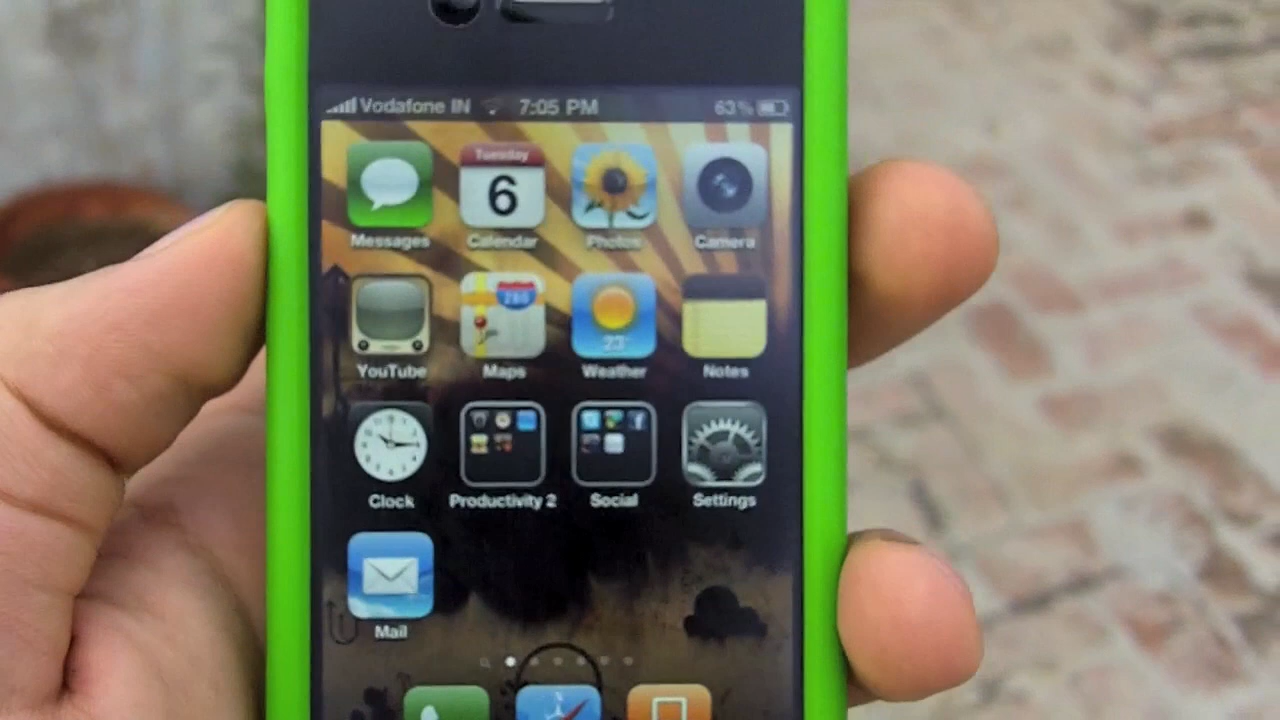 Vodafone IN 7:05 PM 63%
Tuesday
6
Messages Calendar Photos Camera
280
23°
YouTube Maps Weather Notes
Clock Productivity 2 Social Settings
Mail